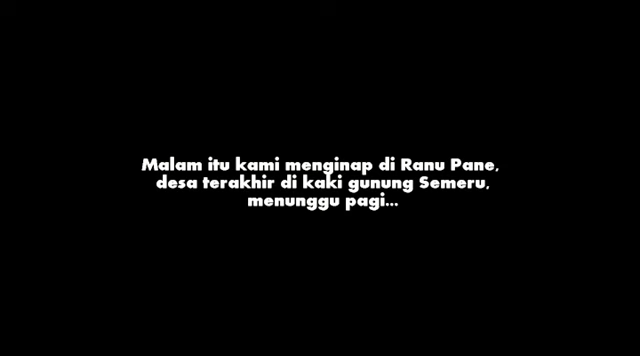 Malam itu kami menginap di Ranu Pane,
desa terakhir di kaki gunung Semeru,
menunggu pagi...